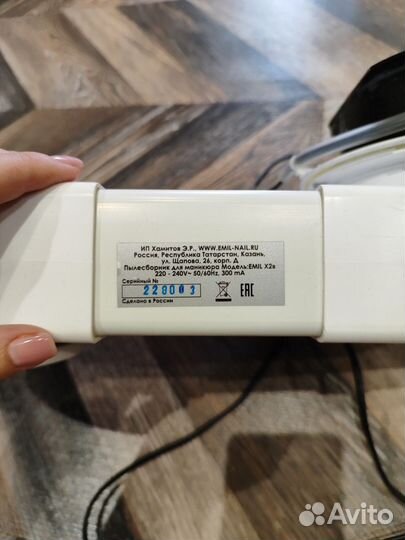 ИП Хамитов Э.Р., WWW.EMIL-NAIL.RU
Россия, Республика Татарстан, Казань,
ул. Щапова, 26, корп. Д
Пылесборник для маникюра Модель:EMIL X2s
220 - 240V~ 50/60Hz, 300 mA
Серийный №
228003
EAC
Сделано в России
Avito